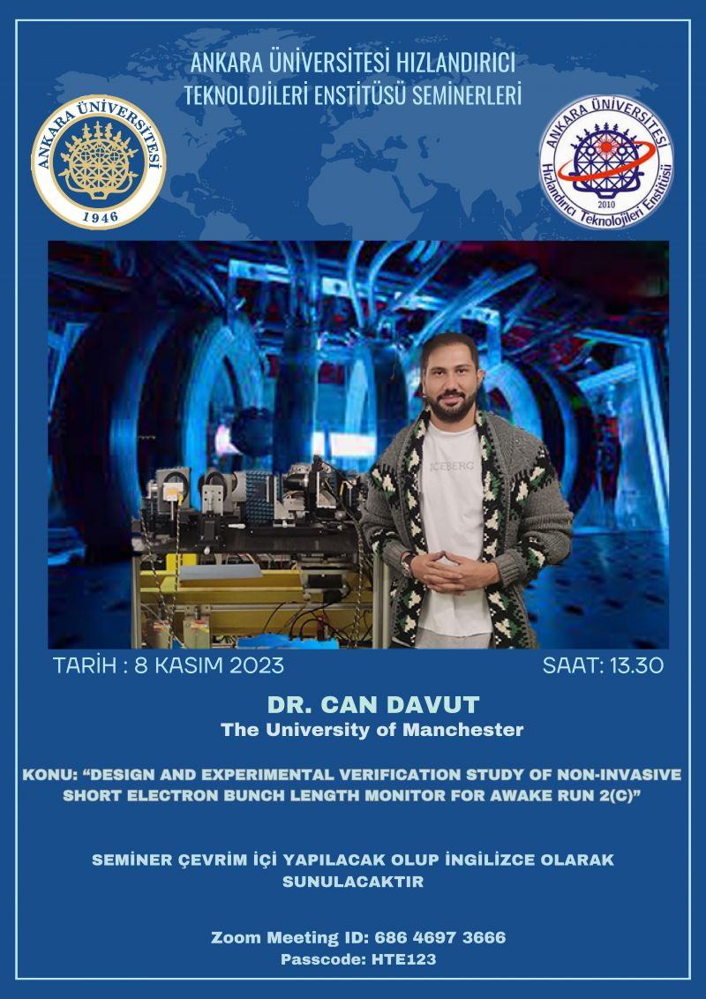 ANKARA ÜNİVERSİTESİ HIZLANDIRICI
TEKNOLOJİLERİ ENSTİTÜSÜ SEMİNERLERİ
ANKARA ÜNİVERSİTESİ
1946
ANKARA ÜNİVERSİTESİ
2010
Hızlandırıcı Teknolojileri Enstitüsü
ICEBERG
TARİH : 8 KASIM 2023
SAAT: 13.30
DR. CAN DAVUT
The University of Manchester
KONU: “DESIGN AND EXPERIMENTAL VERIFICATION STUDY OF NON-INVASIVE
SHORT ELECTRON BUNCH LENGTH MONITOR FOR AWAKE RUN 2(C)”
SEMİNER ÇEVRİM İÇİ YAPILACAK OLUP İNGİLİZCE OLARAK
SUNULACAKTIR
Zoom Meeting ID: 686 4697 3666
Passcode: HTE123